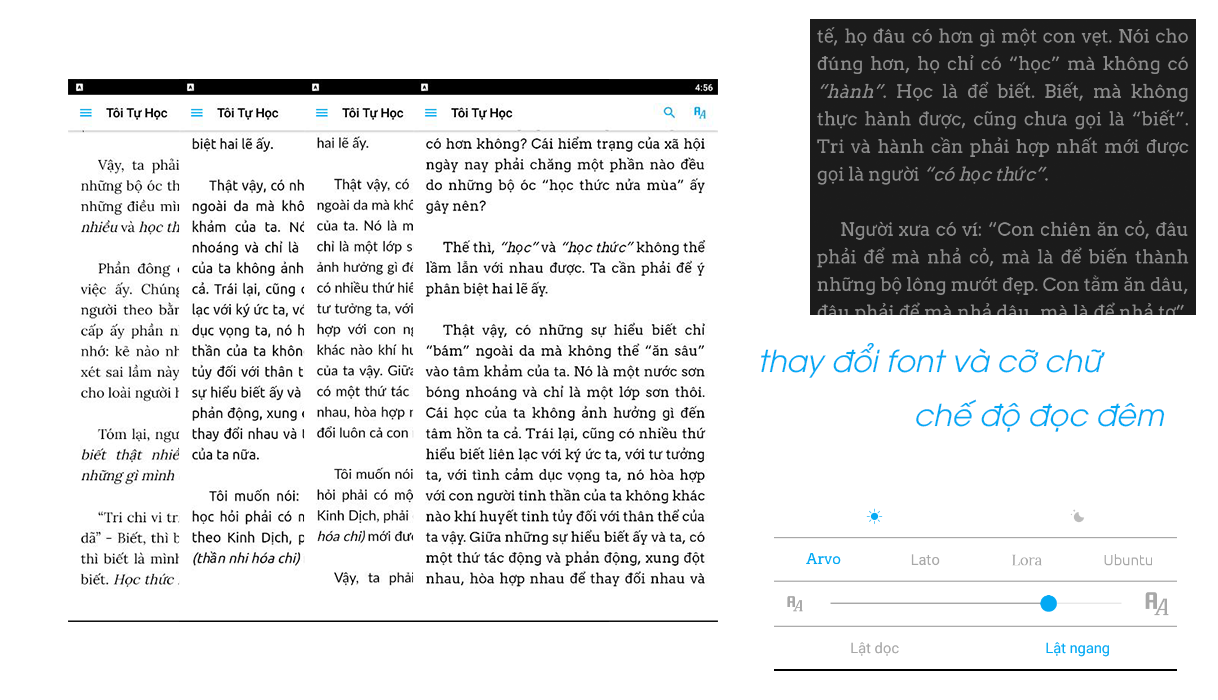 Tôi Tự Học
Vậy, ta phải
những bộ óc th
những điều mìn
nhiều và học th
Phần đông
việc ấy. Chúng
người theo bằn
cấp ấy phần n
nhớ: kẻ nào nh
xét sai lầm này
cho loài người
Tóm lại, ngư
biết thật nhiề
những gì mình
“Tri chi vi tri
dã” – Biết, thì b
thì biết là mình
biết. Học thức
Tôi Tự Học
biệt hai lẽ ấy.
Thật vậy, có nh
ngoài da mà khô
khảm của ta. Nó
nhoáng và chỉ là
của ta không ảnh
cả. Trái lại, cũng
lạc với ký ức ta, vớ
dục vọng ta, nó h
thần của ta khôn
tủy đối với thân t
sự hiểu biết ấy và
phản động, xung
thay đổi nhau và
của ta nữa.
Tôi muốn nói:
học hỏi phải có m
theo Kinh Dịch, p
(thần nhi hóa chi)
Tôi Tự Học
hai lẽ ấy.
Thật vậy, có
ngoài da mà khô
của ta. Nó là m
chỉ là một lớp s
ảnh hưởng gì đế
có nhiều thứ hiể
tư tưởng ta, với
hợp với con ng
khác nào khí hu
của ta vậy. Giữa
có một thứ tác
nhau, hòa hợp n
đổi luôn cả con
Tôi muốn nói
hỏi phải có mộ
Kinh Dịch, phải
hóa chi) mới đư
Vậy, ta phải
4:56
Tôi Tự Học
có hơn không? Cái hiểm trạng của xã hội
ngày nay phải chăng một phần nào đều
do những bộ óc “học thức nửa mùa” ấy
gây nên?
Thế thì, “học” và “học thức” không thể
lầm lẫn với nhau được. Ta cần phải để ý
phân biệt hai lẽ ấy.
Thật vậy, có những sự hiểu biết chỉ
“bám” ngoài da mà không thể “ăn sâu”
vào tâm khảm của ta. Nó là một nước sơn
bóng nhoáng và chỉ là một lớp sơn thôi.
Cái học của ta không ảnh hưởng gì đến
tâm hồn ta cả. Trái lại, cũng có nhiều thứ
hiểu biết liên lạc với ký ức ta, với tư tưởng
ta, với tình cảm dục vọng ta, nó hòa hợp
với con người tinh thần của ta không khác
nào khí huyết tinh tủy đối với thân thể của
ta vậy. Giữa những sự hiểu biết ấy và ta, có
một thứ tác động và phản động, xung đột
nhau, hòa hợp nhau để thay đổi nhau và
tế, họ đâu có hơn gì một con vẹt. Nói cho
đúng hơn, họ chỉ có “học” mà không có
“hành”. Học là để biết. Biết, mà không
thực hành được, cũng chưa gọi là “biết”.
Tri và hành cần phải hợp nhất mới được
gọi là người “có học thức”.
Người xưa có ví: “Con chiên ăn cỏ, đâu
phải để mà nhả cỏ, mà là để biến thành
những bộ lông mướt đẹp. Con tằm ăn dâu,
đâu phải để mà nhả dâu, mà là để nhả tơ”.
thay đổi font và cỡ chữ
chế độ đọc đêm
Arvo Lato Lora Ubuntu
AA AA
Lật dọc Lật ngang